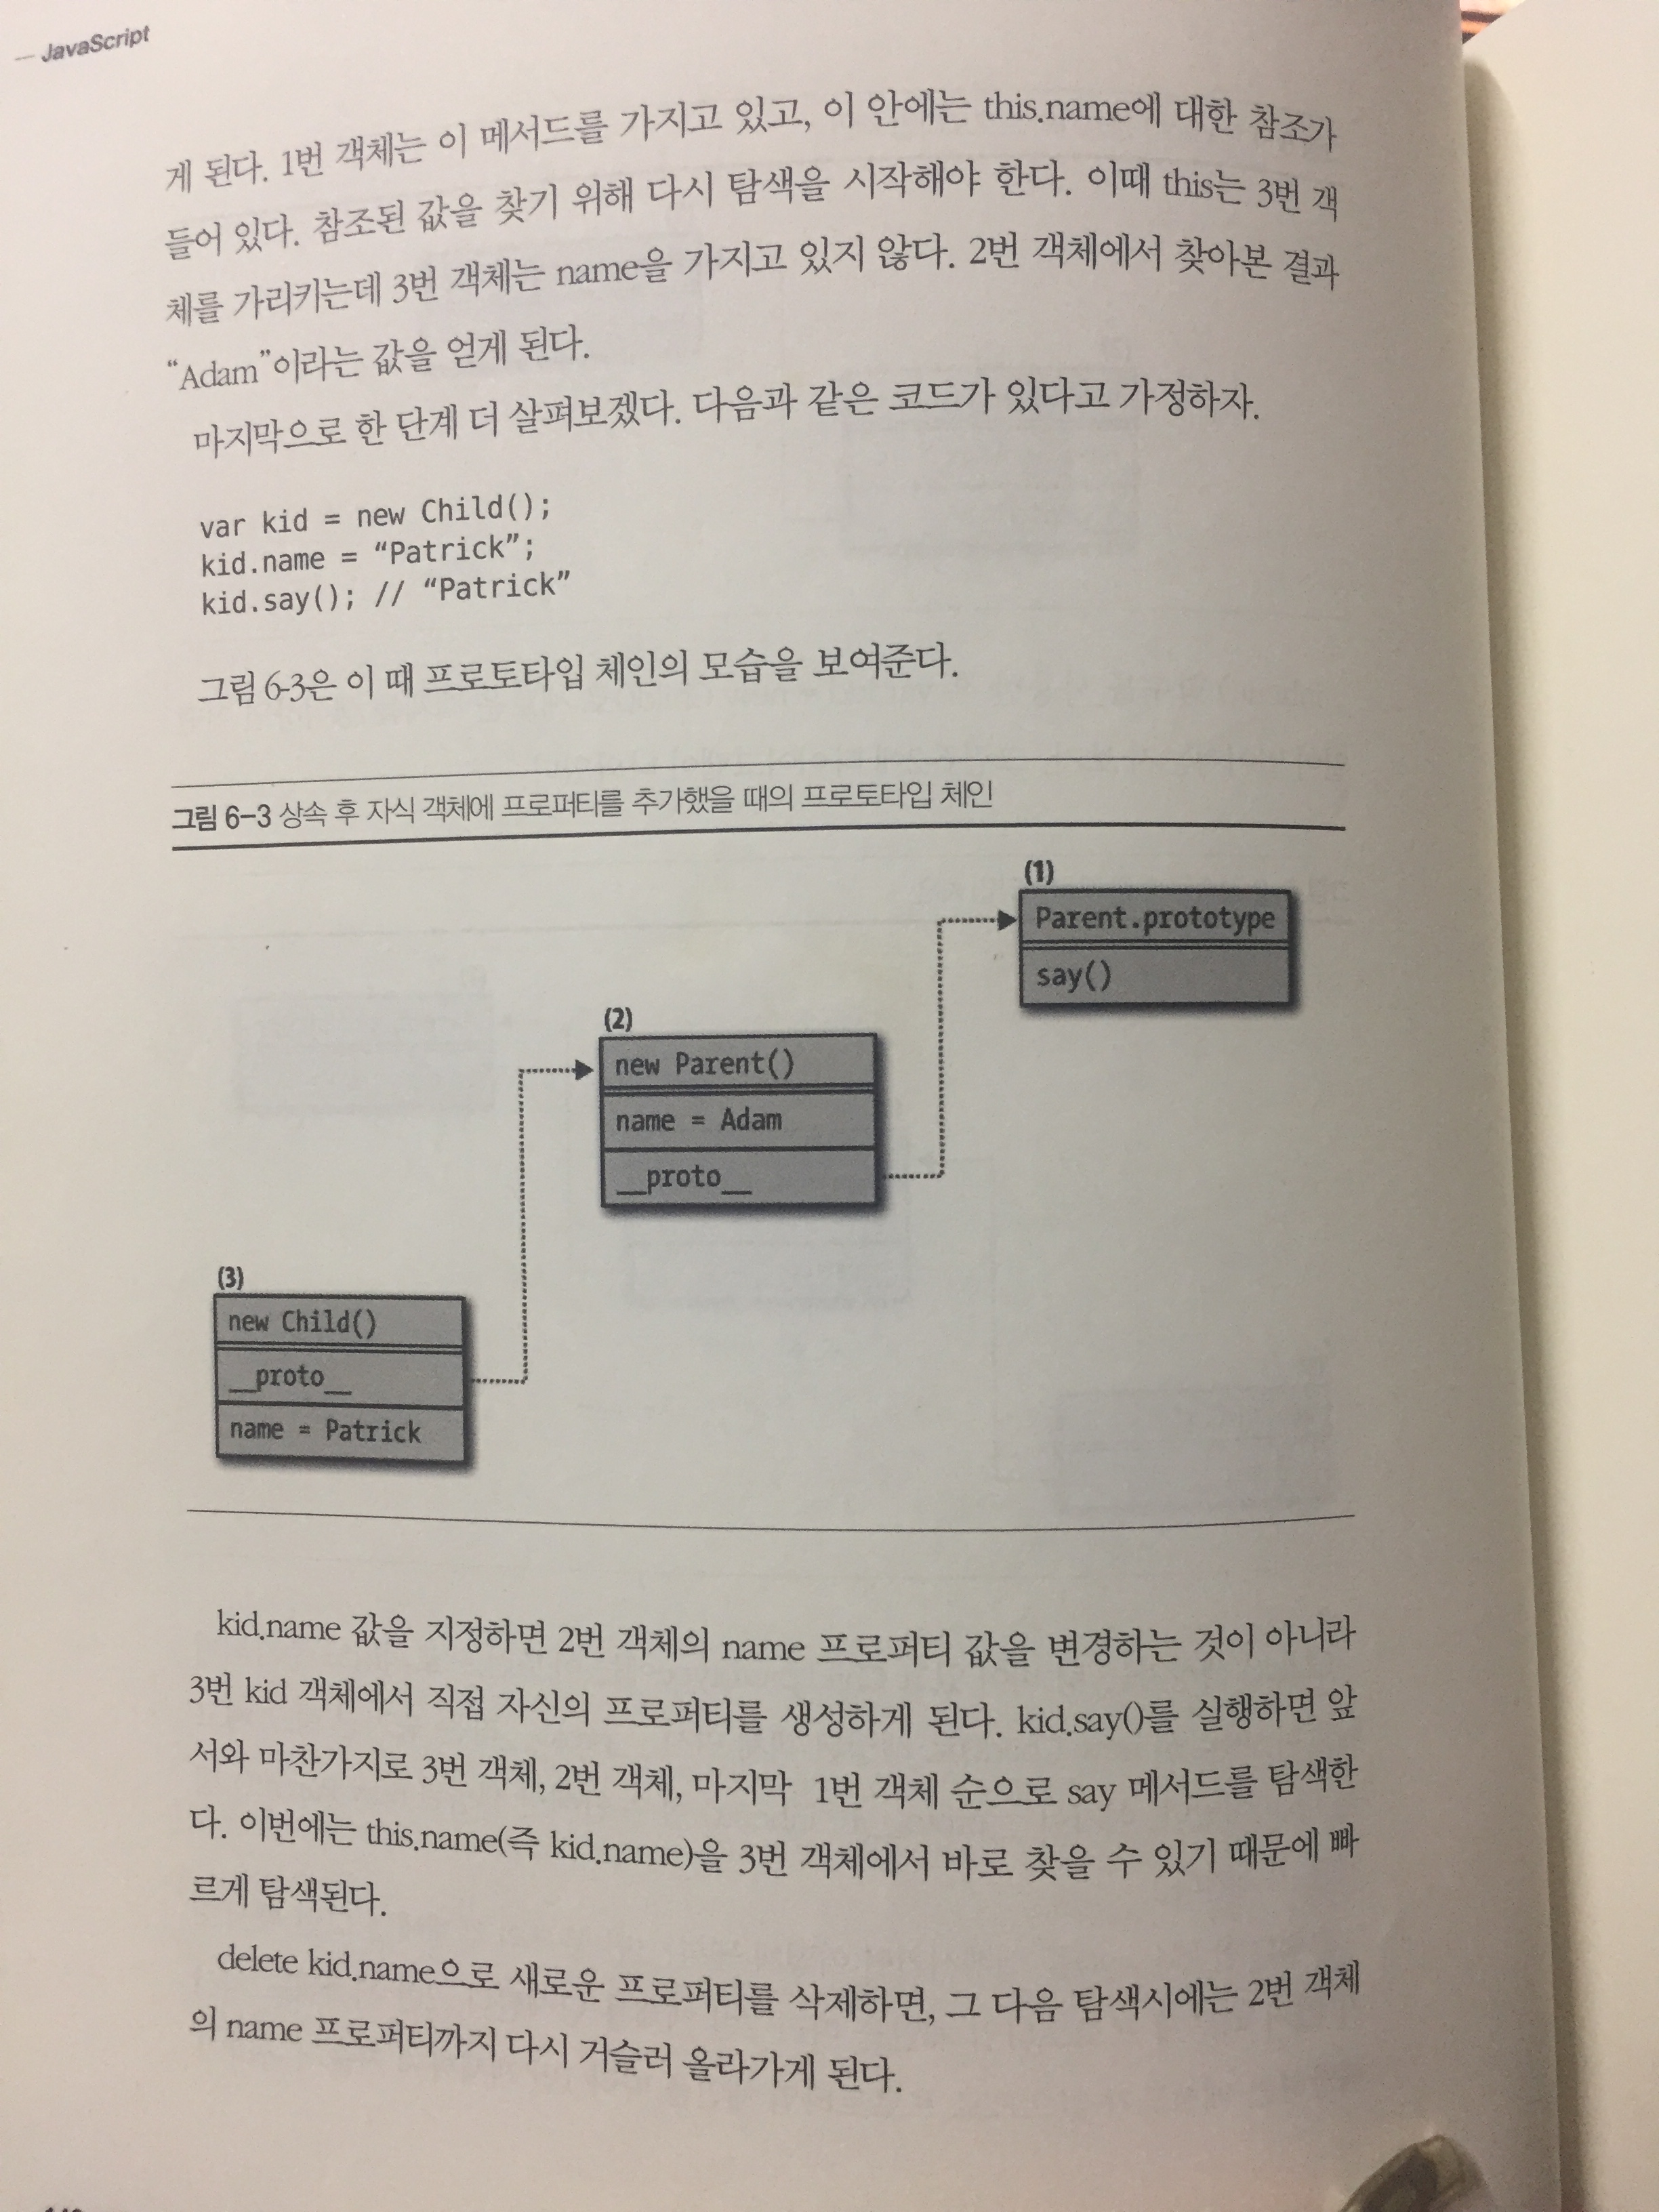 — JavaScript
게 된다. 1번 객체는 이 메서드를 가지고 있고, 이 안에는 this.name에 대한 참조가
들어 있다. 참조된 값을 찾기 위해 다시 탐색을 시작해야 한다. 이때 this는 3번 객
체를 가리키는데 3번 객체는 name을 가지고 있지 않다. 2번 객체에서 찾아본 결과
“Adam”이라는 값을 얻게 된다.
마지막으로 한 단계 더 살펴보겠다. 다음과 같은 코드가 있다고 가정하자.
var kid = new Child();
kid.name = “Patrick”;
kid.say(); // “Patrick”
그림 6-3은 이 때 프로토타입 체인의 모습을 보여준다.
그림 6-3 상속 후 자식 객체에 프로퍼티를 추가했을 때의 프로토타입 체인
(1)
Parent.prototype
say()
(2)
new Parent()
name = Adam
__proto__
(3)
new Child()
__proto__
name = Patrick
kid.name 값을 지정하면 2번 객체의 name 프로퍼티 값을 변경하는 것이 아니라
3번 kid 객체에서 직접 자신의 프로퍼티를 생성하게 된다. kid.say()를 실행하면 앞
서와 마찬가지로 3번 객체, 2번 객체, 마지막 1번 객체 순으로 say 메서드를 탐색한
다. 이번에는 this.name(즉 kid.name)을 3번 객체에서 바로 찾을 수 있기 때문에 빠
르게 탐색된다.
delete kid.name으로 새로운 프로퍼티를 삭제하면, 그 다음 탐색시에는 2번 객체
의 name 프로퍼티까지 다시 거슬러 올라가게 된다.